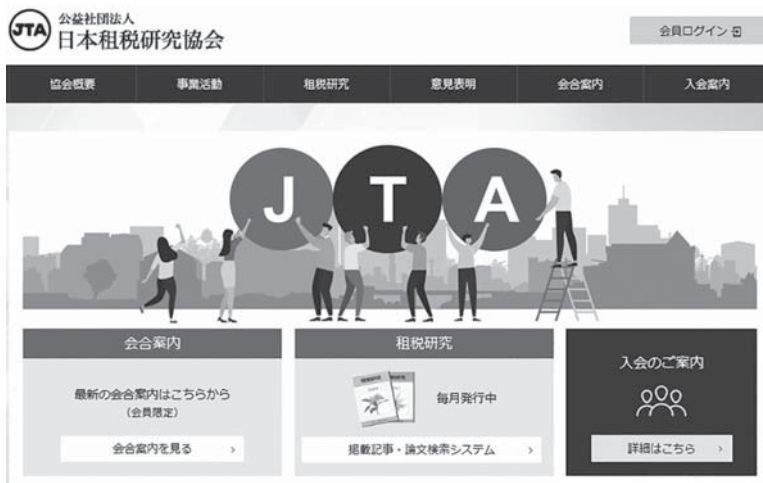 JTA
公益社団法人
日本租税研究協会
会員ログイン
協会概要 事業活動 租税研究 意見表明 会合案内 入会案内
J T A
会合案内
最新の会合案内はこちらから
(会員限定)
会合案内を見る
租税研究
毎月発行中
掲載記事・論文検索システム
入会のご案内
詳細はこちら